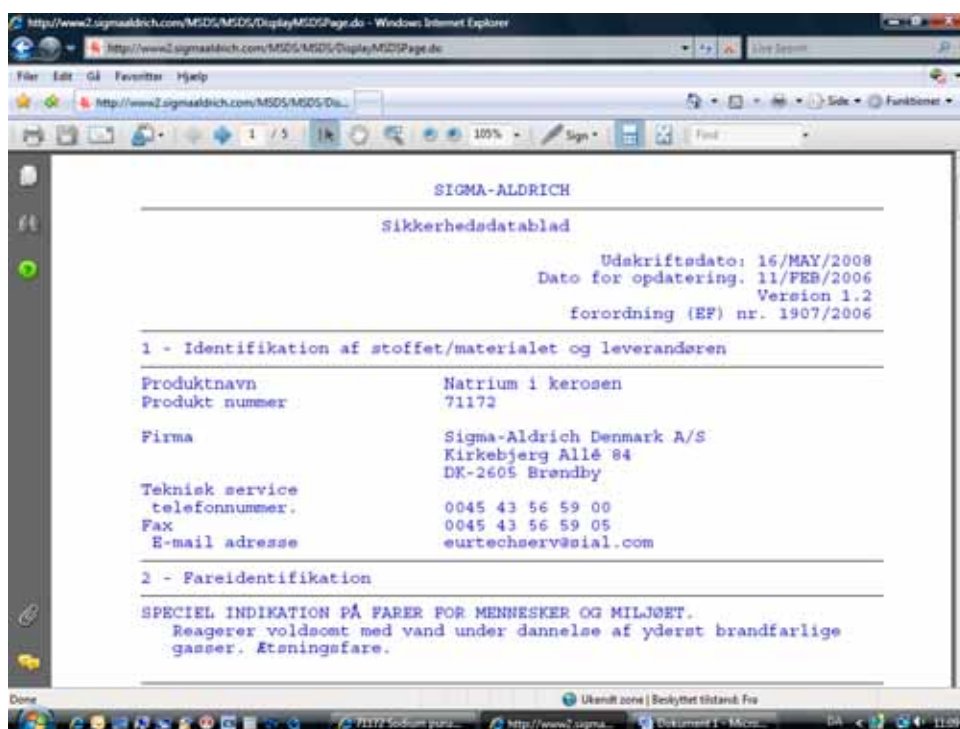 http://www2.sigmaaldrich.com/MSDS/MSDS/DisplayMSDSPage.do - Windows Internet Explorer
http://www2.sigmaaldrich.com/MSDS/MSDS/DisplayMSDSPage.do Live Search
Filer Edit Gå Favoritter Hjælp
http://www2.sigmaaldrich.com/MSDS/MSDS/Dis... Side Funktioner
1 / 5 105% Sign Find
SIGMA-ALDRICH
Sikkerhedsdatablad
Udskriftsdato: 16/MAY/2008
Dato for opdatering. 11/FEB/2006
Version 1.2
forordning (EF) nr. 1907/2006
1 - Identifikation af stoffet/materialet og leverandøren
Produktnavn Natrium i kerosen
Produkt nummer 71172
Firma Sigma-Aldrich Denmark A/S
Kirkebjerg Allé 84
DK-2605 Brøndby
Teknisk service
telefonnummer. 0045 43 56 59 00
Fax 0045 43 56 59 05
E-mail adresse eurtechserv@sial.com
2 - Fareidentifikation
SPECIEL INDIKATION PÅ FARER FOR MENNESKER OG MILJØET.
Reagerer voldsomt med vand under dannelse af yderst brandfarlige
gasser. Ætsningsfare.
Done Ukendt zone | Beskyttet tilstand: Fra
71172 Sodium pura... http://www2.sigma... Dokument 1 - Micro... DA 11:09